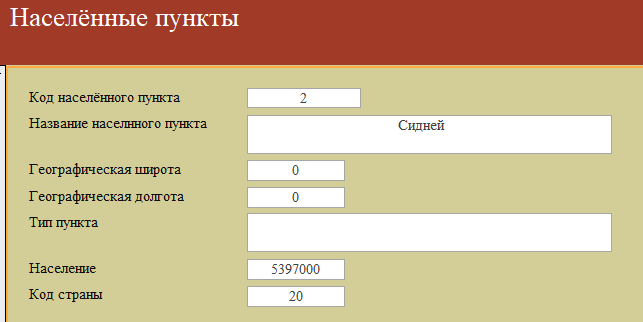 Населённые пункты
Код населённого пункта 2
Название населнного пункта Сидней
Географическая широта 0
Географическая долгота 0
Тип пункта
Население 5397000
Код страны 20